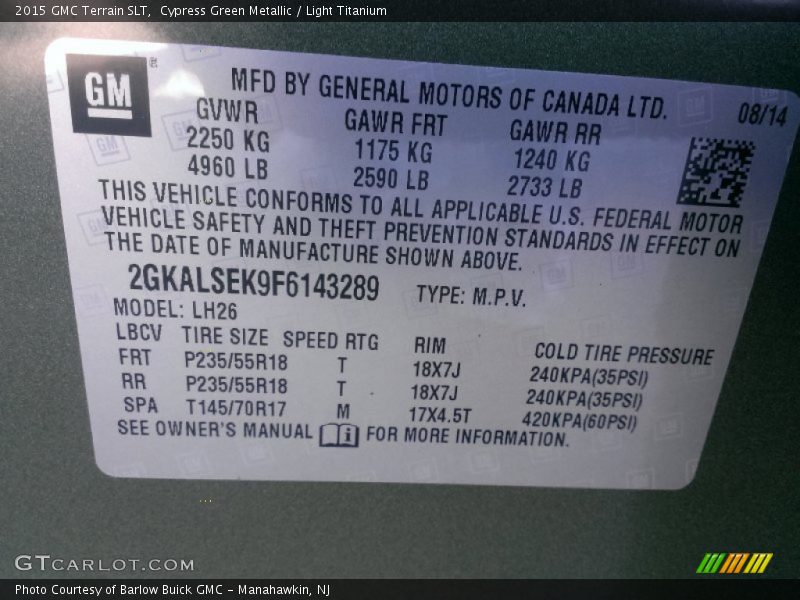 2015 GMC Terrain SLT,  Cypress Green Metallic / Light Titanium
GM ®
MFD BY GENERAL MOTORS OF CANADA LTD.
08/14
GVWR GAWR FRT GAWR RR
2250 KG 1175 KG 1240 KG
4960 LB 2590 LB 2733 LB
THIS VEHICLE CONFORMS TO ALL APPLICABLE U.S. FEDERAL MOTOR
VEHICLE SAFETY AND THEFT PREVENTION STANDARDS IN EFFECT ON
THE DATE OF MANUFACTURE SHOWN ABOVE.
2GKALSEK9F6143289 TYPE: M.P.V.
MODEL: LH26
LBCV TIRE SIZE SPEED RTG RIM COLD TIRE PRESSURE
FRT P235/55R18 T 18X7J 240KPA(35PSI)
RR P235/55R18 T 18X7J 240KPA(35PSI)
SPA T145/70R17 M 17X4.5T 420KPA(60PSI)
SEE OWNER'S MANUAL FOR MORE INFORMATION.
GTCARLOT.COM
Photo Courtesy of Barlow Buick GMC - Manahawkin, NJ